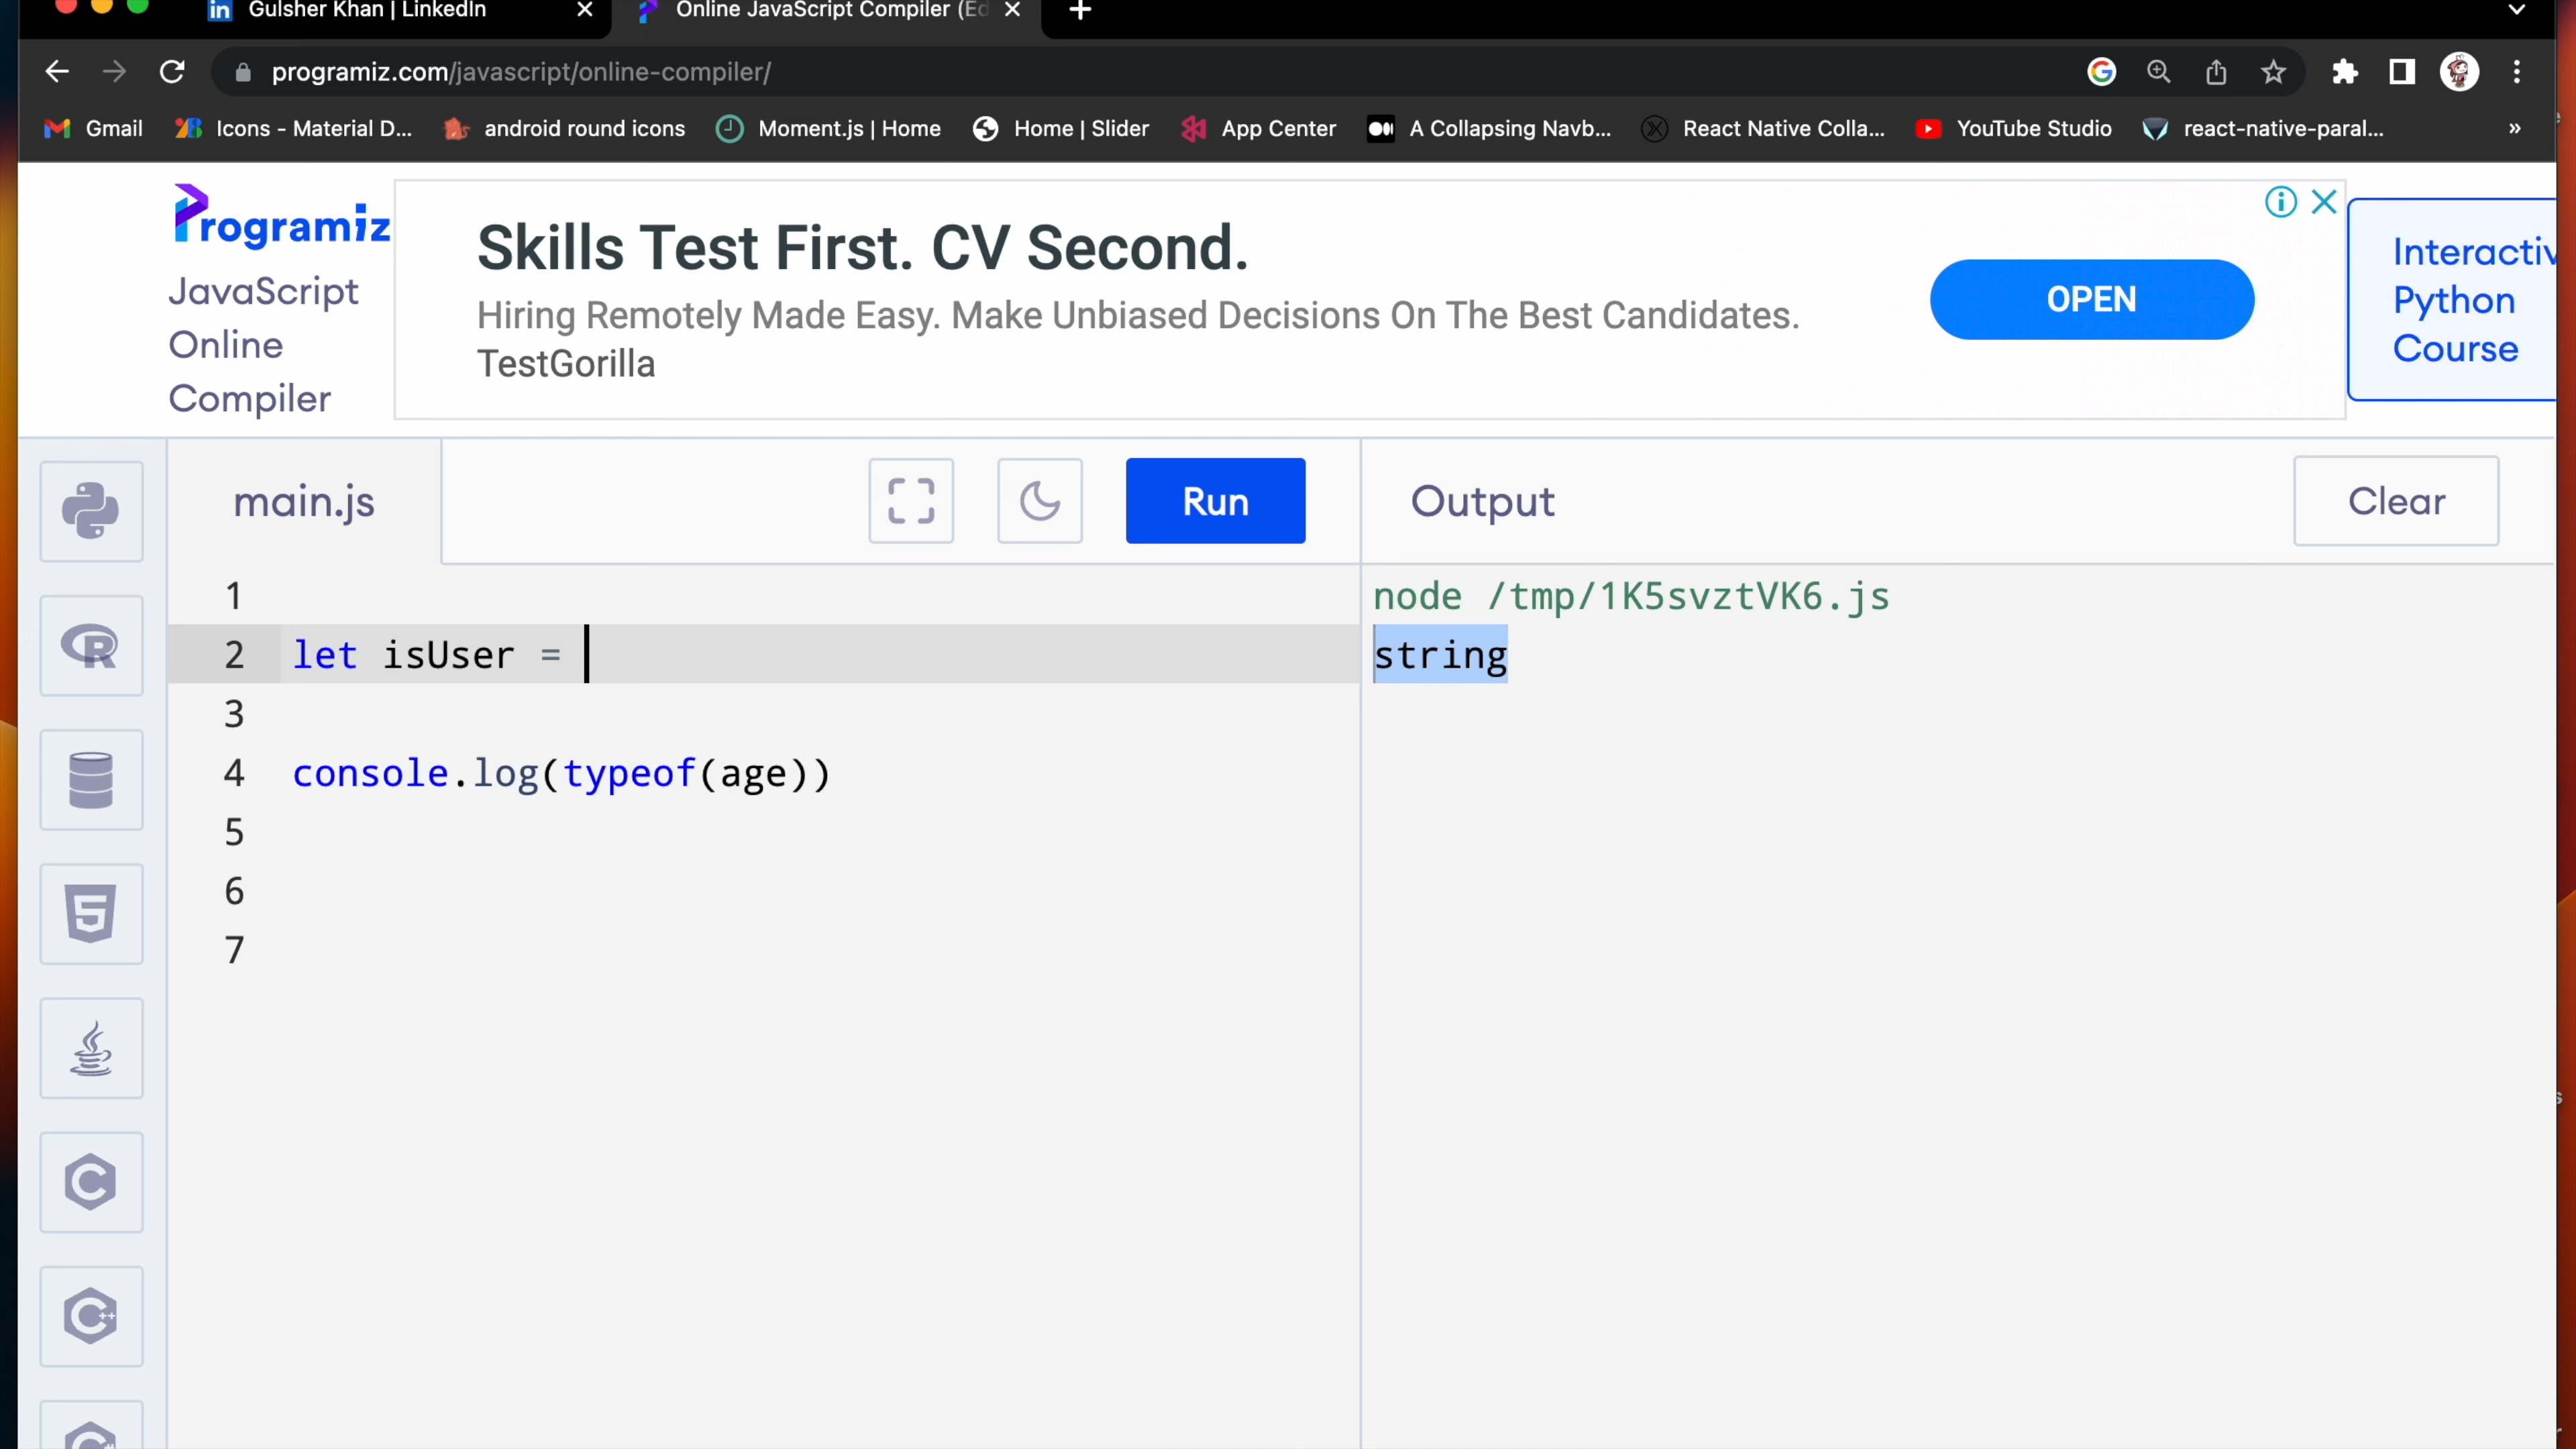 Gulsher Khan | LinkedIn
Online JavaScript Compiler (Ed
programiz.com/javascript/online-compiler/
Gmail
Icons - Material D...
android round icons
Moment.js | Home
Home | Slider
App Center
A Collapsing Navb...
React Native Colla...
YouTube Studio
react-native-paral...
»
Programiz
JavaScript
Online
Compiler
Skills Test First. CV Second.
Hiring Remotely Made Easy. Make Unbiased Decisions On The Best Candidates.
TestGorilla
OPEN
Interactiv
Python
Course
main.js
Run
Output
Clear
1
2 let isUser =
3
4 console.log(typeof(age))
5
6
7
node /tmp/1K5svztVK6.js
string